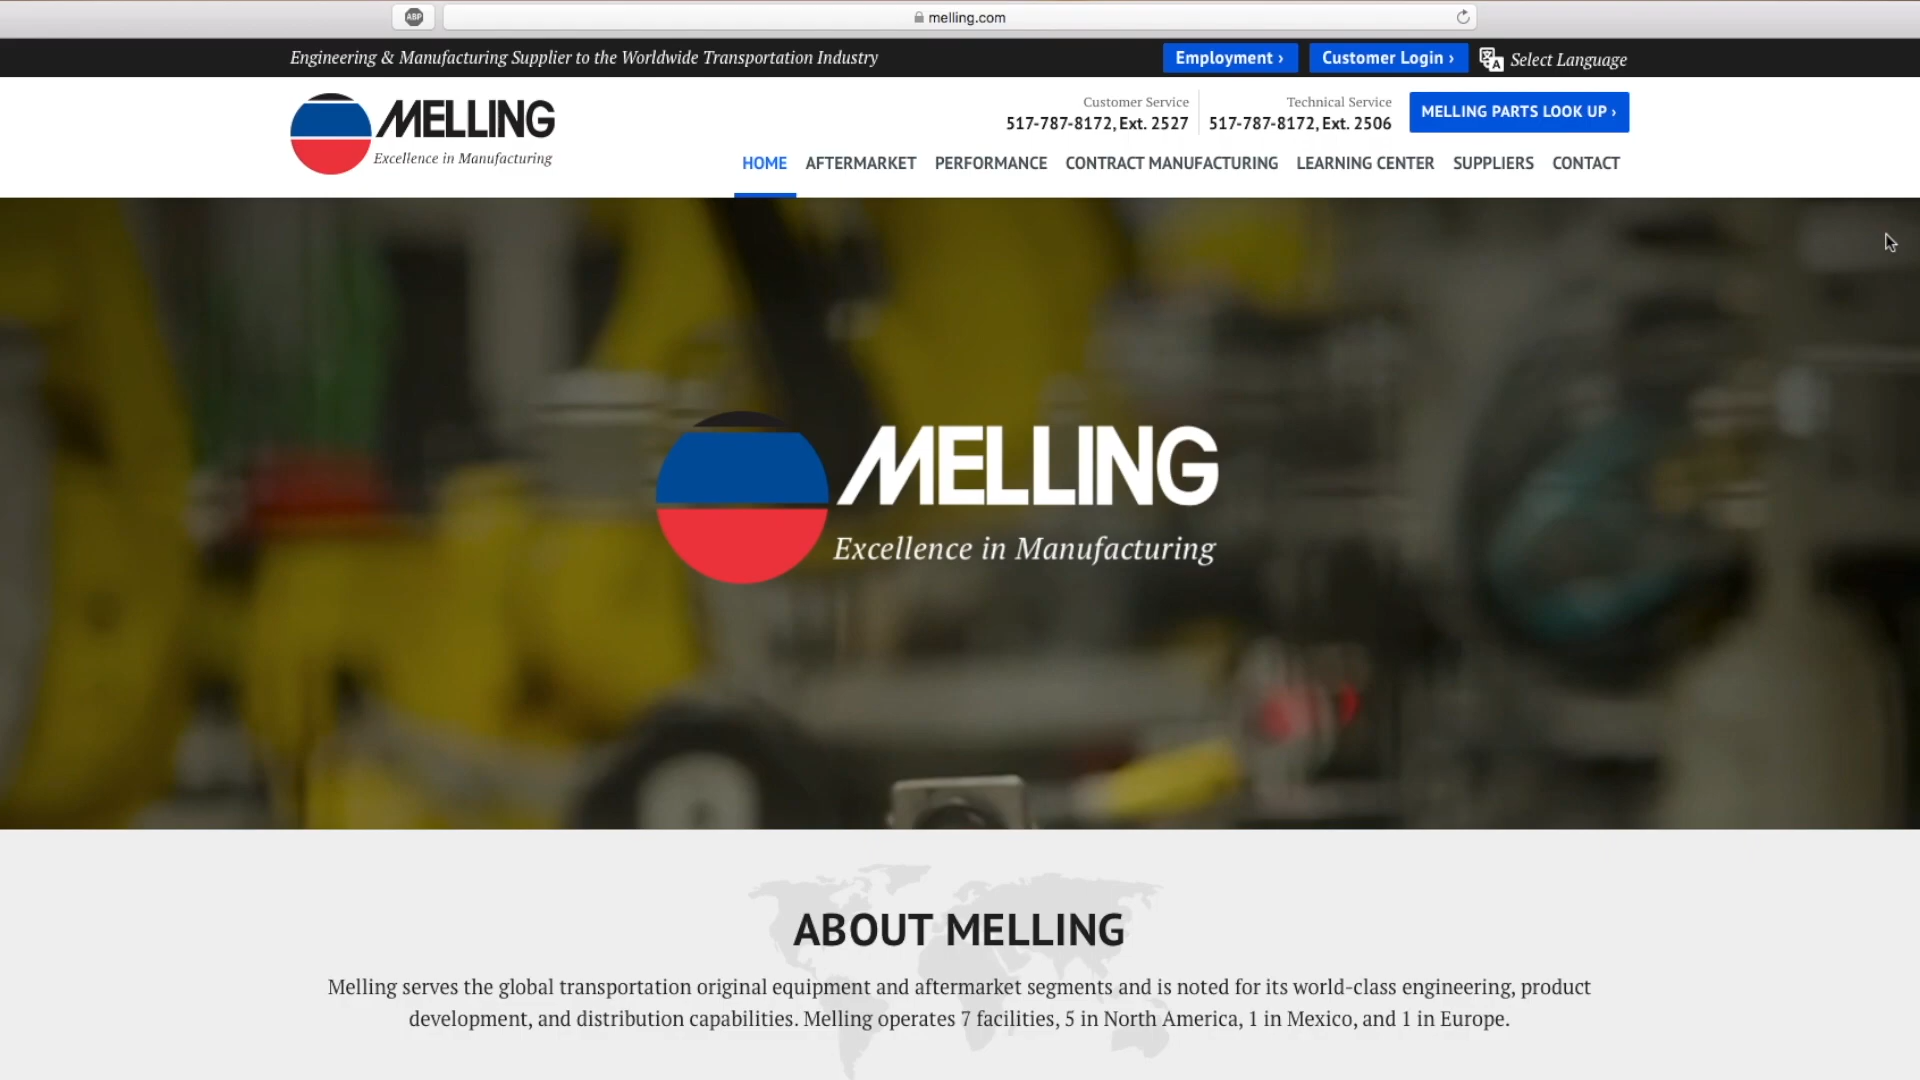 ABP
melling.com
Engineering & Manufacturing Supplier to the Worldwide Transportation Industry
Employment ›
Customer Login ›
Select Language
MELLING
Excellence in Manufacturing
Customer Service
517-787-8172, Ext. 2527
Technical Service
517-787-8172, Ext. 2506
MELLING PARTS LOOK UP ›
HOME AFTERMARKET PERFORMANCE CONTRACT MANUFACTURING LEARNING CENTER SUPPLIERS CONTACT
MELLING
Excellence in Manufacturing
ABOUT MELLING
Melling serves the global transportation original equipment and aftermarket segments and is noted for its world-class engineering, product
development, and distribution capabilities. Melling operates 7 facilities, 5 in North America, 1 in Mexico, and 1 in Europe.